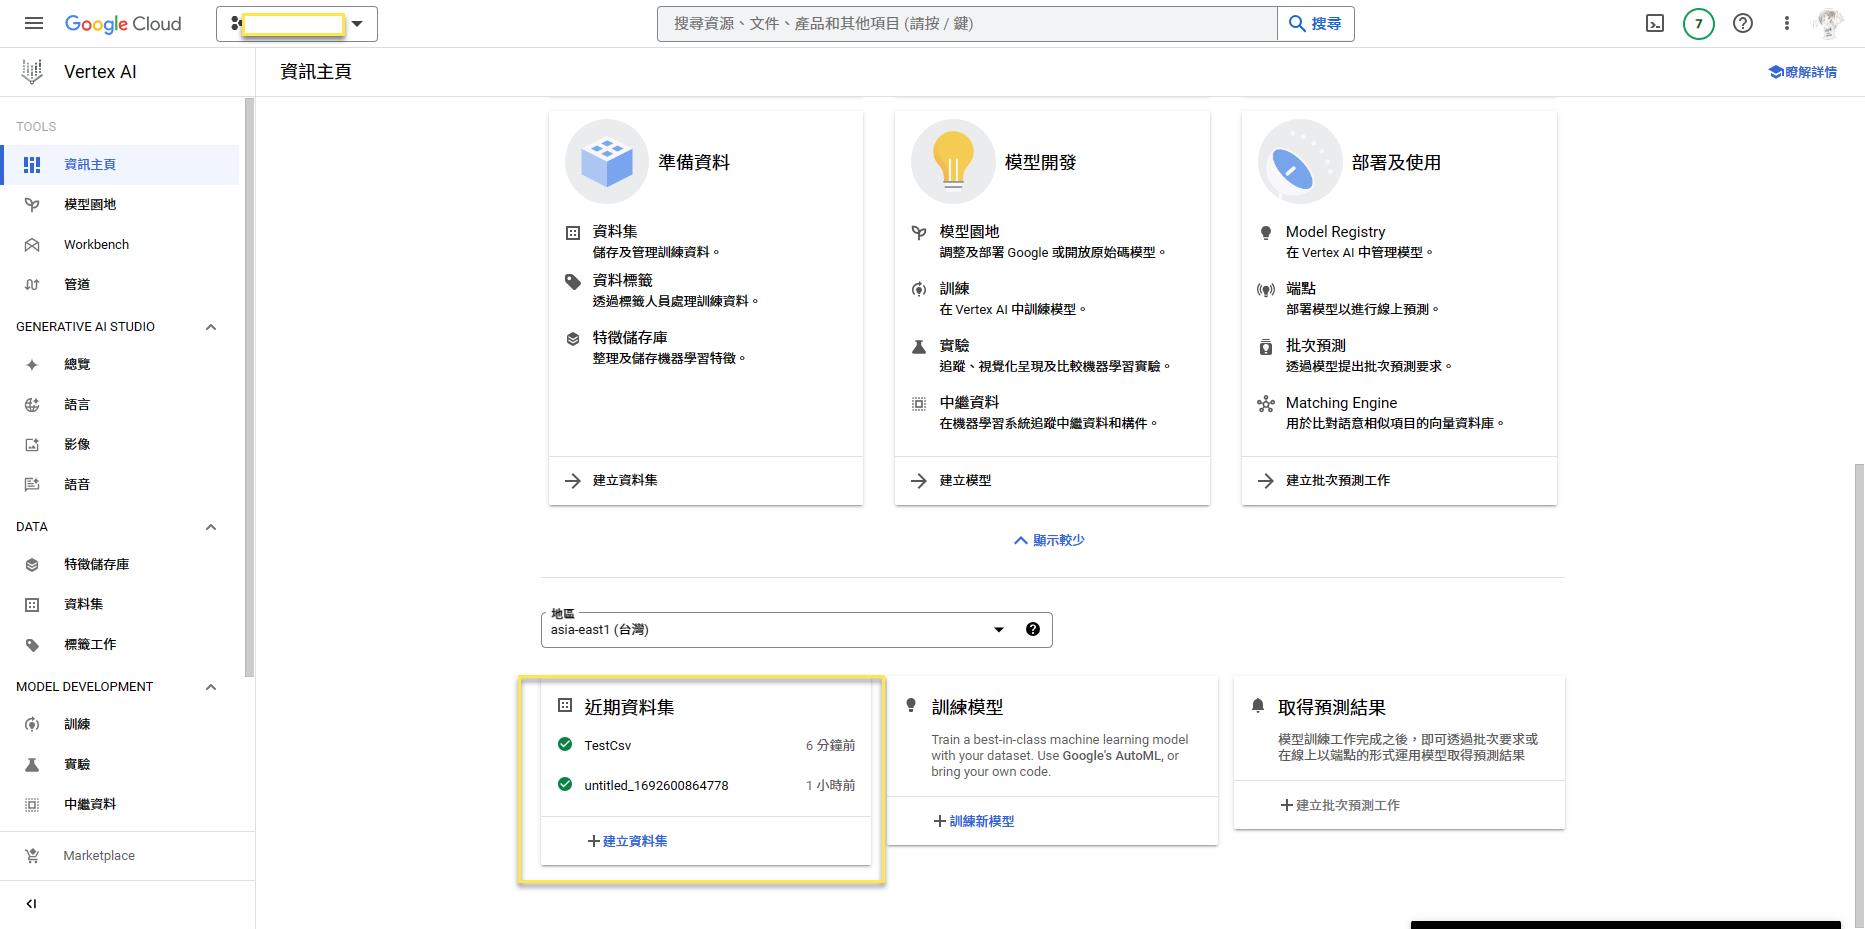 Google Cloud
搜尋資源、文件、產品和其他項目 (請按 / 鍵)
搜尋
7
Vertex AI
資訊主頁
瞭解詳情
TOOLS
資訊主頁
模型園地
Workbench
管道
GENERATIVE AI STUDIO
總覽
語言
影像
語音
DATA
特徵儲存庫
資料集
標籤工作
MODEL DEVELOPMENT
訓練
實驗
中繼資料
Marketplace
準備資料
資料集
儲存及管理訓練資料。
資料標籤
透過標籤人員處理訓練資料。
特徵儲存庫
整理及儲存機器學習特徵。
建立資料集
模型開發
模型園地
調整及部署 Google 或開放原始碼模型。
訓練
在 Vertex AI 中訓練模型。
實驗
追蹤、視覺化呈現及比較機器學習實驗。
中繼資料
在機器學習系統追蹤中繼資料和構件。
建立模型
部署及使用
Model Registry
在 Vertex AI 中管理模型。
端點
部署模型以進行線上預測。
批次預測
透過模型提出批次預測要求。
Matching Engine
用於比對語意相似項目的向量資料庫。
建立批次預測工作
顯示較少
地區
asia-east1 (台灣)
近期資料集
TestCsv 6 分鐘前
untitled_1692600864778 1 小時前
建立資料集
訓練模型
Train a best-in-class machine learning model
with your dataset. Use Google's AutoML, or
bring your own code.
訓練新模型
取得預測結果
模型訓練工作完成之後，即可透過批次要求或
在線上以端點的形式運用模型取得預測結果
建立批次預測工作